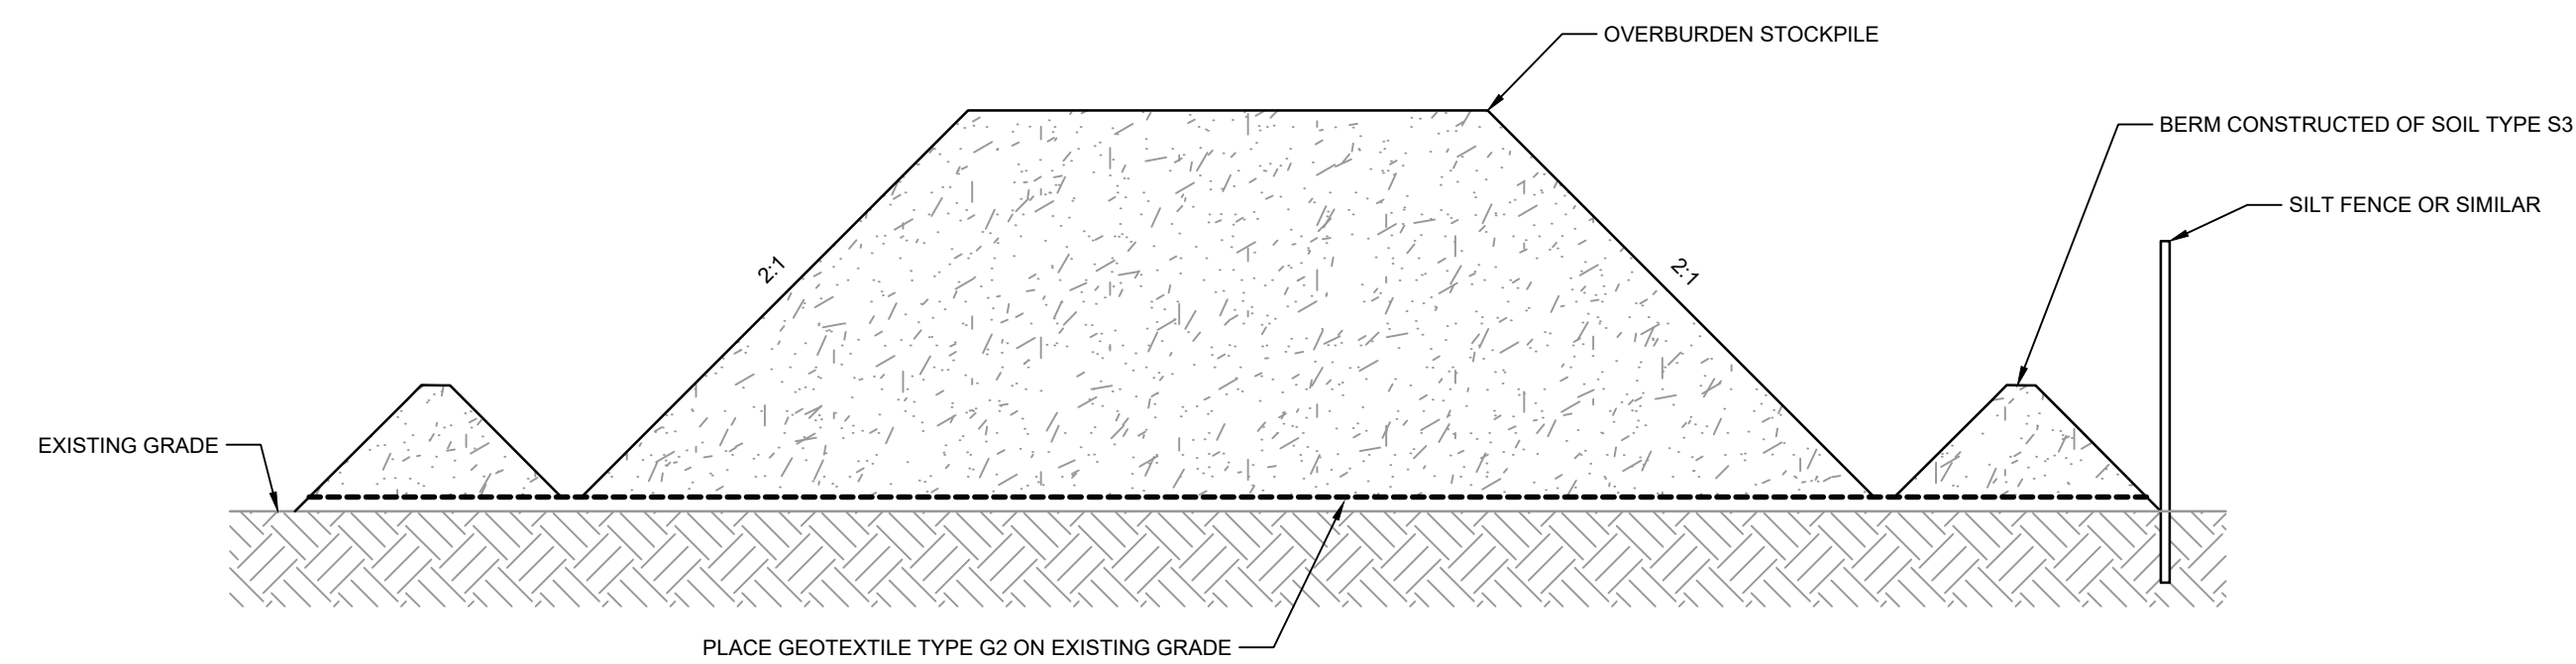 OVERBURDEN STOCKPILE
BERM CONSTRUCTED OF SOIL TYPE S3
SILT FENCE OR SIMILAR
2:1
2:1
EXISTING GRADE
PLACE GEOTEXTILE TYPE G2 ON EXISTING GRADE